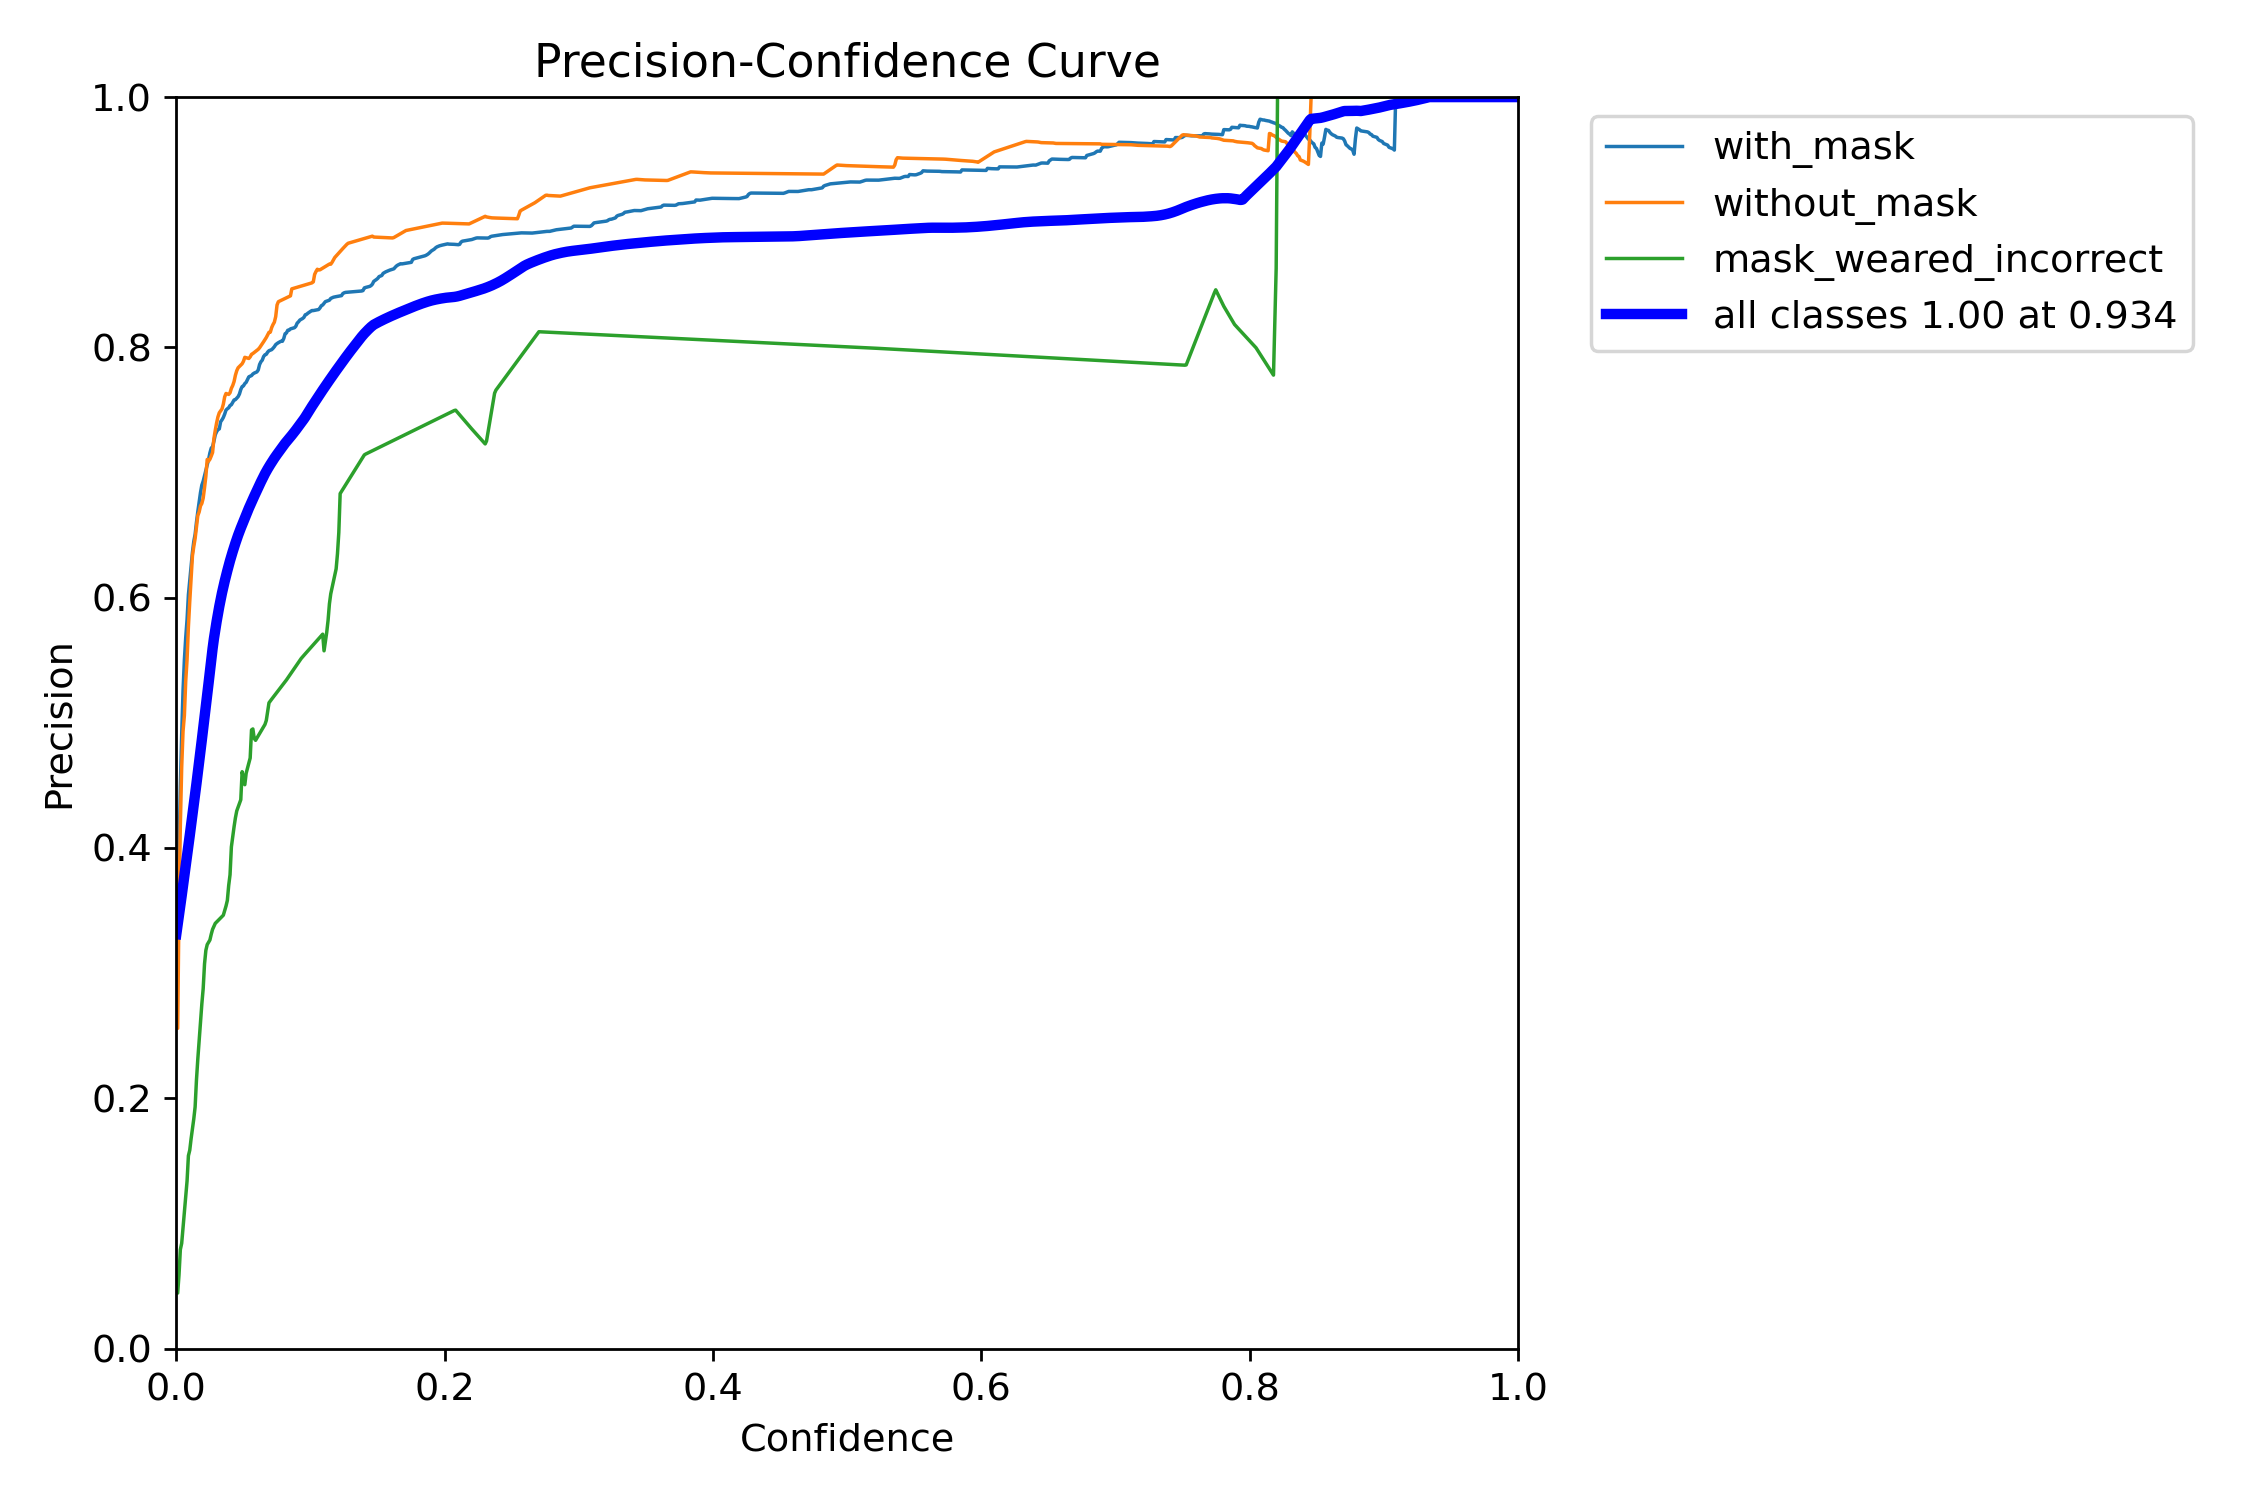 Precision-Confidence Curve
1.0
0.8
0.6
0.4
0.2
0.0
Precision
0.0 0.2 0.4 0.6 0.8 1.0
Confidence
with_mask
without_mask
mask_weared_incorrect
all classes 1.00 at 0.934